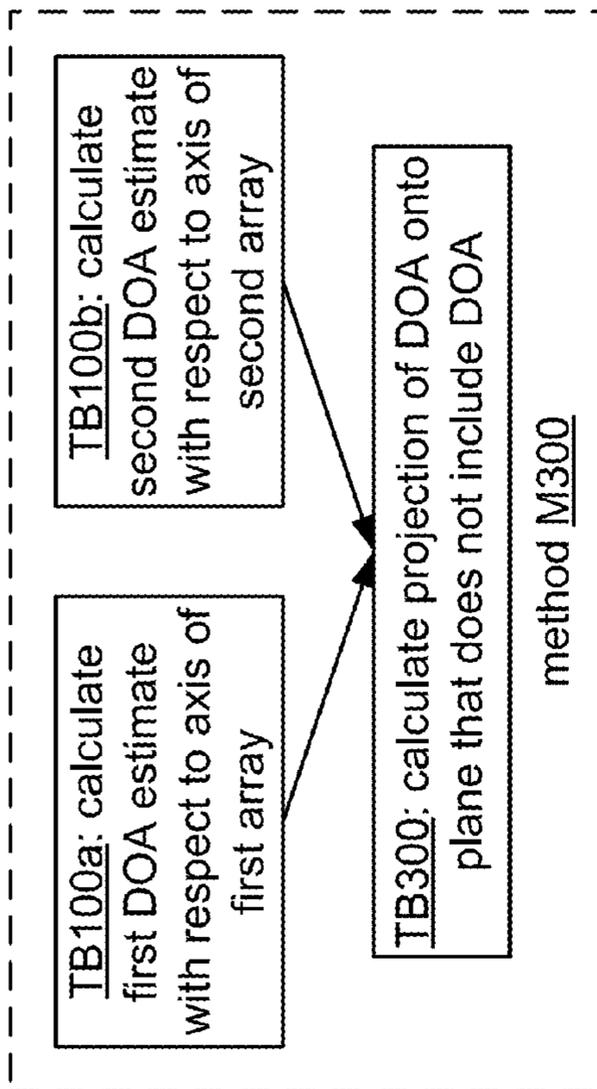 TB100a: calculate
first DOA estimate
with respect to axis of
first array
TB100b: calculate
second DOA estimate
with respect to axis of
second array
TB300: calculate projection of DOA onto
plane that does not include DOA
method M300